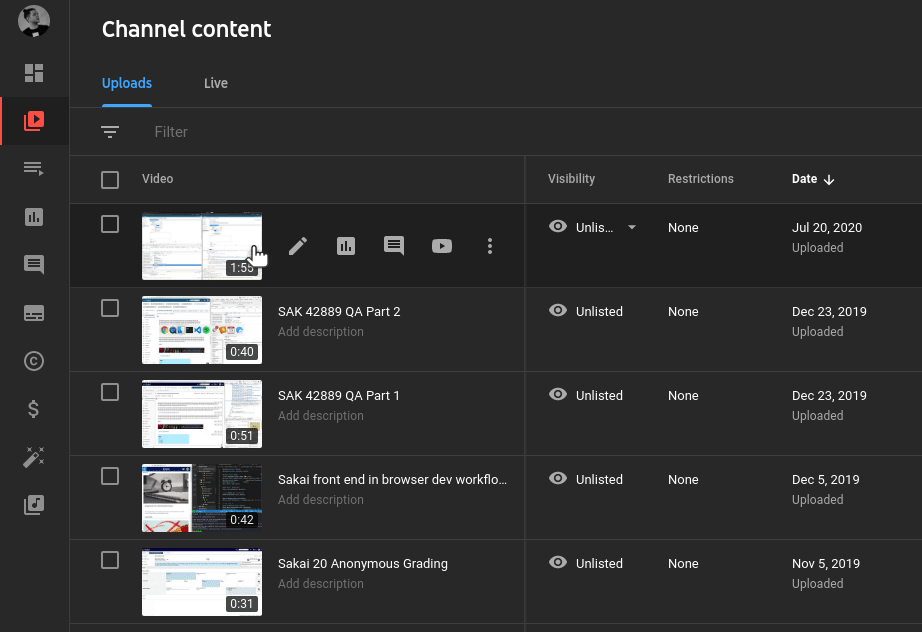 Channel content
Uploads Live
Filter
Video Visibility Restrictions Date
1:55 Unlis... None Jul 20, 2020
Uploaded
SAK 42889 QA Part 2 Unlisted None Dec 23, 2019
Add description Uploaded
0:40
SAK 42889 QA Part 1 Unlisted None Dec 23, 2019
Add description Uploaded
0:51
Sakai front end in browser dev workflo... Unlisted None Dec 5, 2019
Add description Uploaded
0:42
Sakai 20 Anonymous Grading Unlisted None Nov 5, 2019
Add description Uploaded
0:31